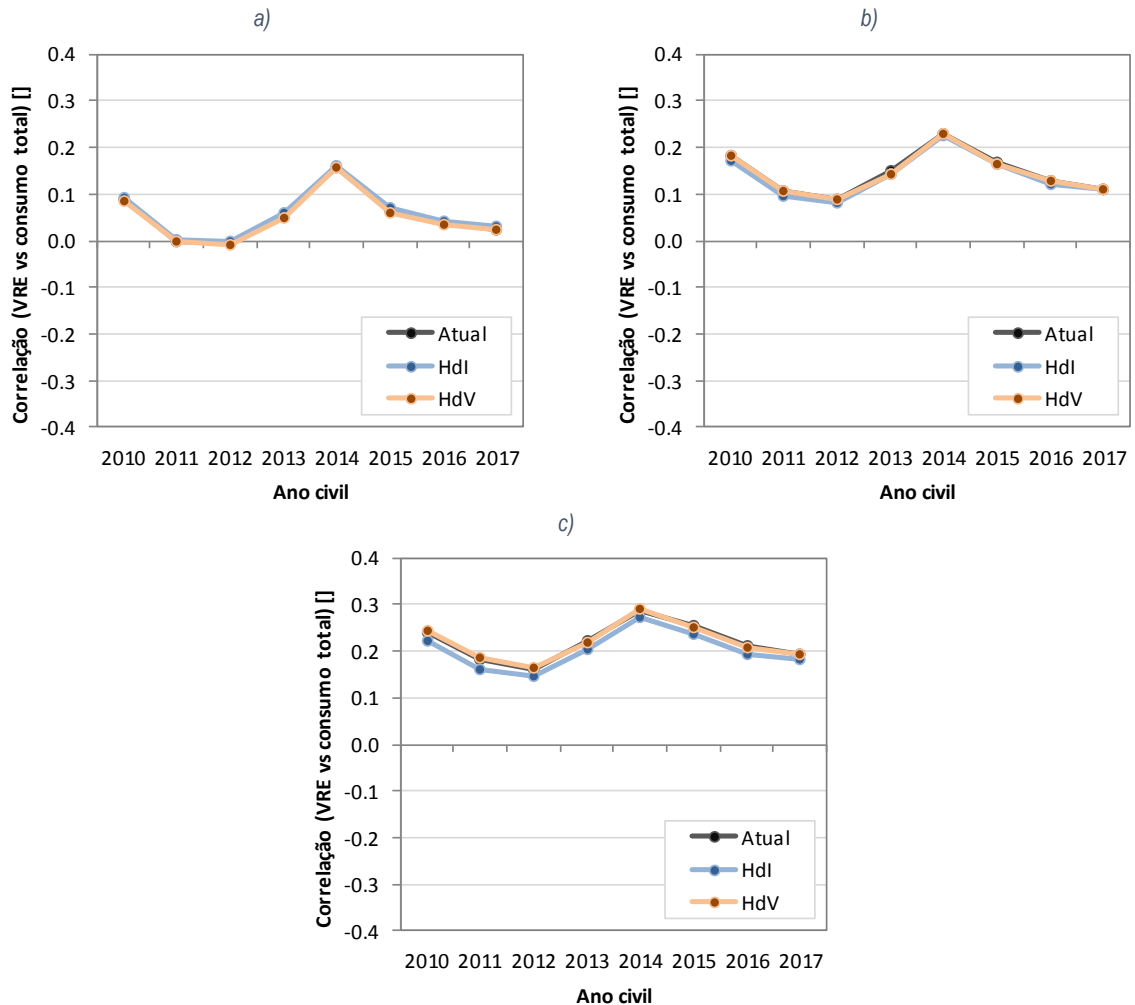 a)
Correlação (VRE vs consumo total) []
0.4
0.3
0.2
0.1
0.0
-0.1
-0.2
-0.3
-0.4
Atual
HdI
HdV
2010 2011 2012 2013 2014 2015 2016 2017
Ano civil
b)
Correlação (VRE vs consumo total) []
0.4
0.3
0.2
0.1
0.0
-0.1
-0.2
-0.3
-0.4
Atual
HdI
HdV
2010 2011 2012 2013 2014 2015 2016 2017
Ano civil
c)
Correlação (VRE vs consumo total) []
0.4
0.3
0.2
0.1
0.0
-0.1
-0.2
-0.3
-0.4
Atual
HdI
HdV
2010 2011 2012 2013 2014 2015 2016 2017
Ano civil